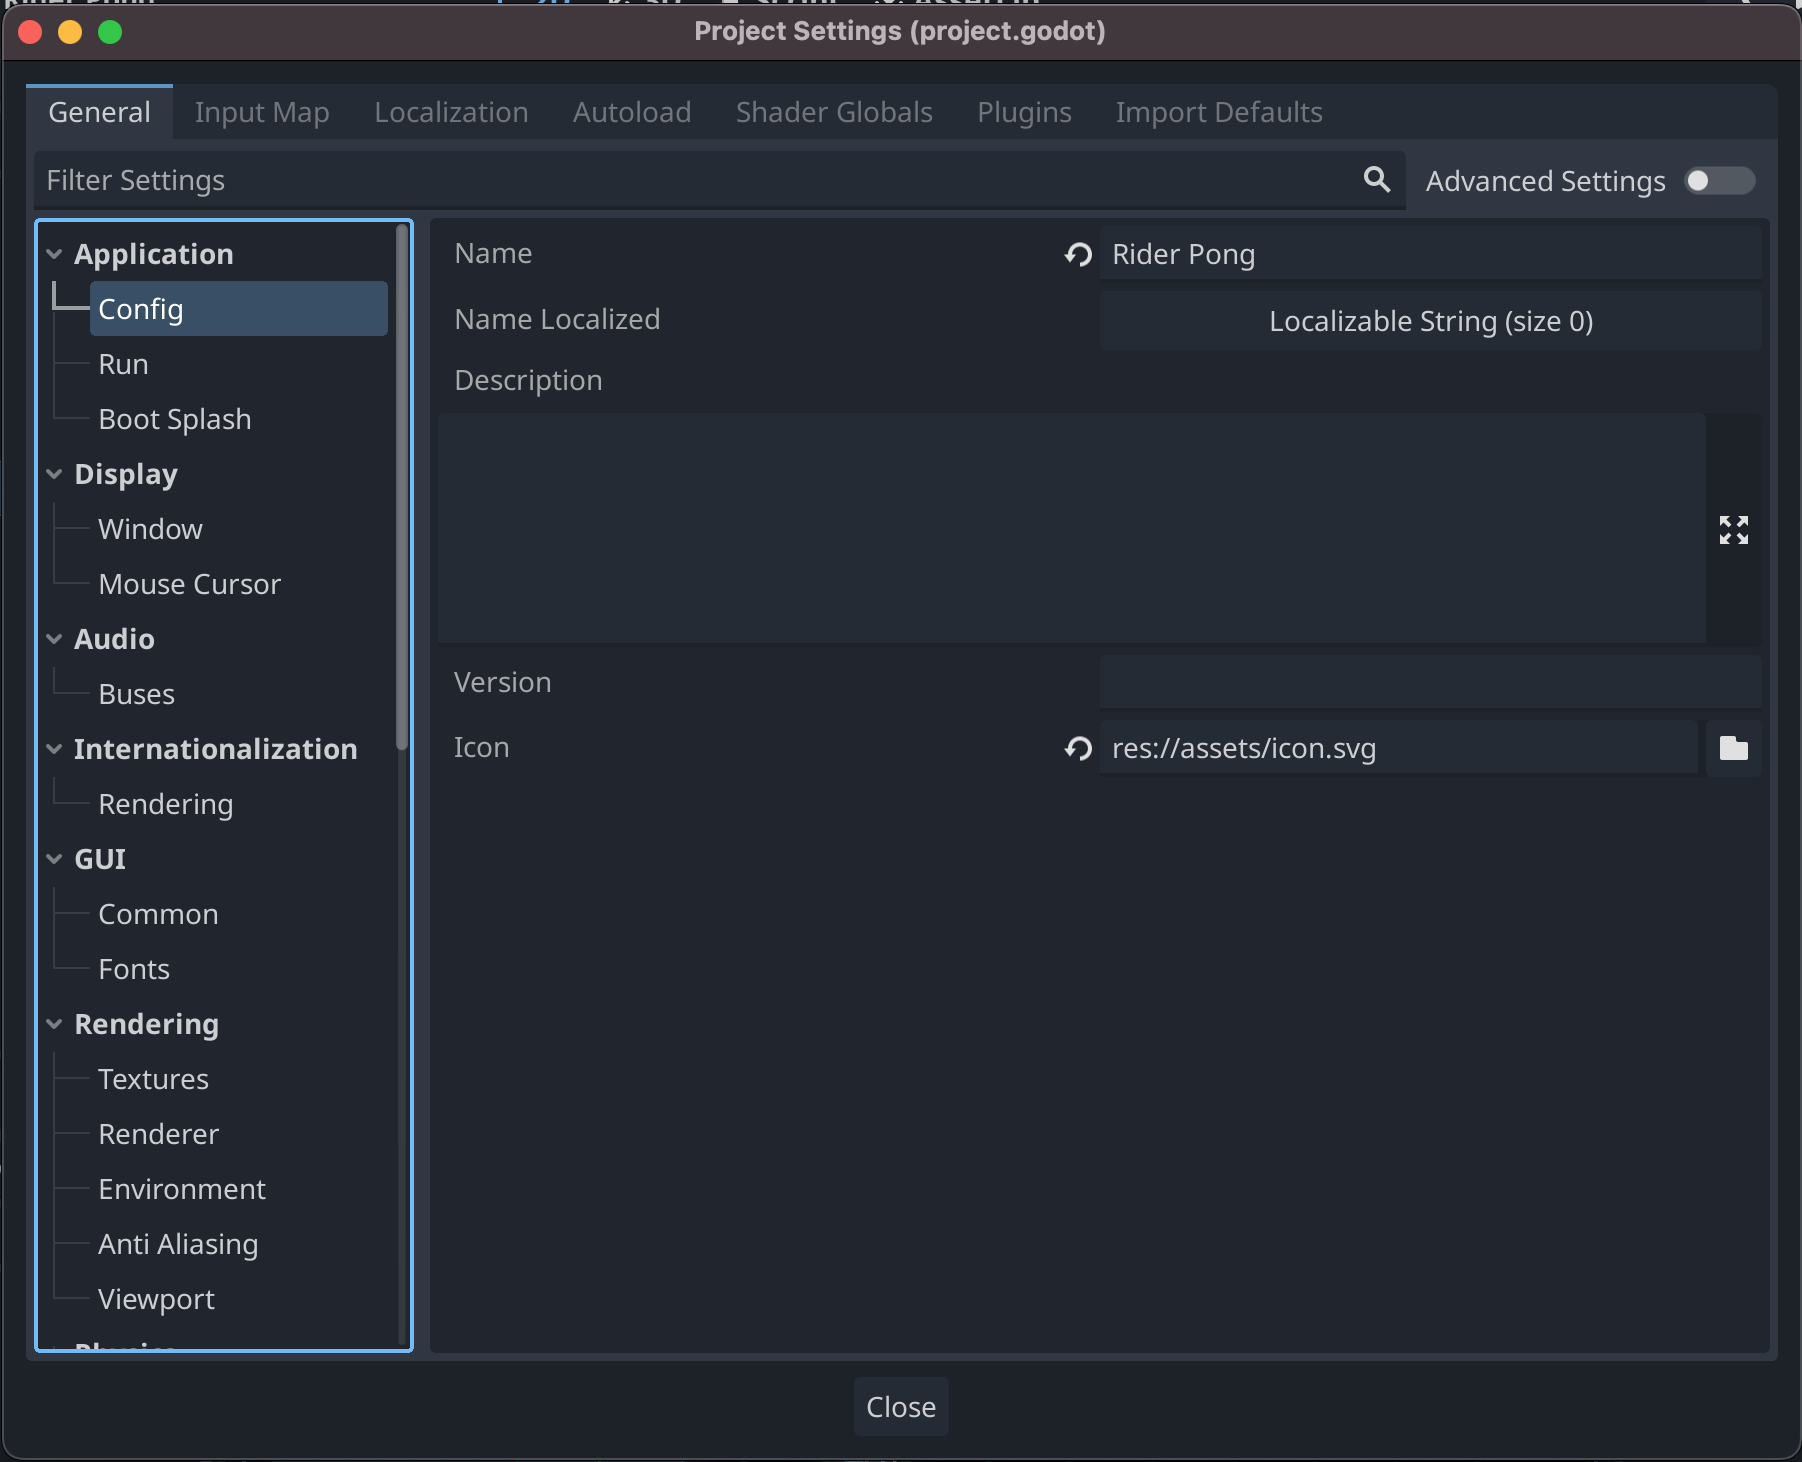 Project Settings (project.godot)
General Input Map Localization Autoload Shader Globals Plugins Import Defaults
Filter Settings
Advanced Settings
Application
Config
Run
Boot Splash
Display
Window
Mouse Cursor
Audio
Buses
Internationalization
Rendering
GUI
Common
Fonts
Rendering
Textures
Renderer
Environment
Anti Aliasing
Viewport
Name
Rider Pong
Name Localized
Localizable String (size 0)
Description
Version
Icon
res://assets/icon.svg
Close